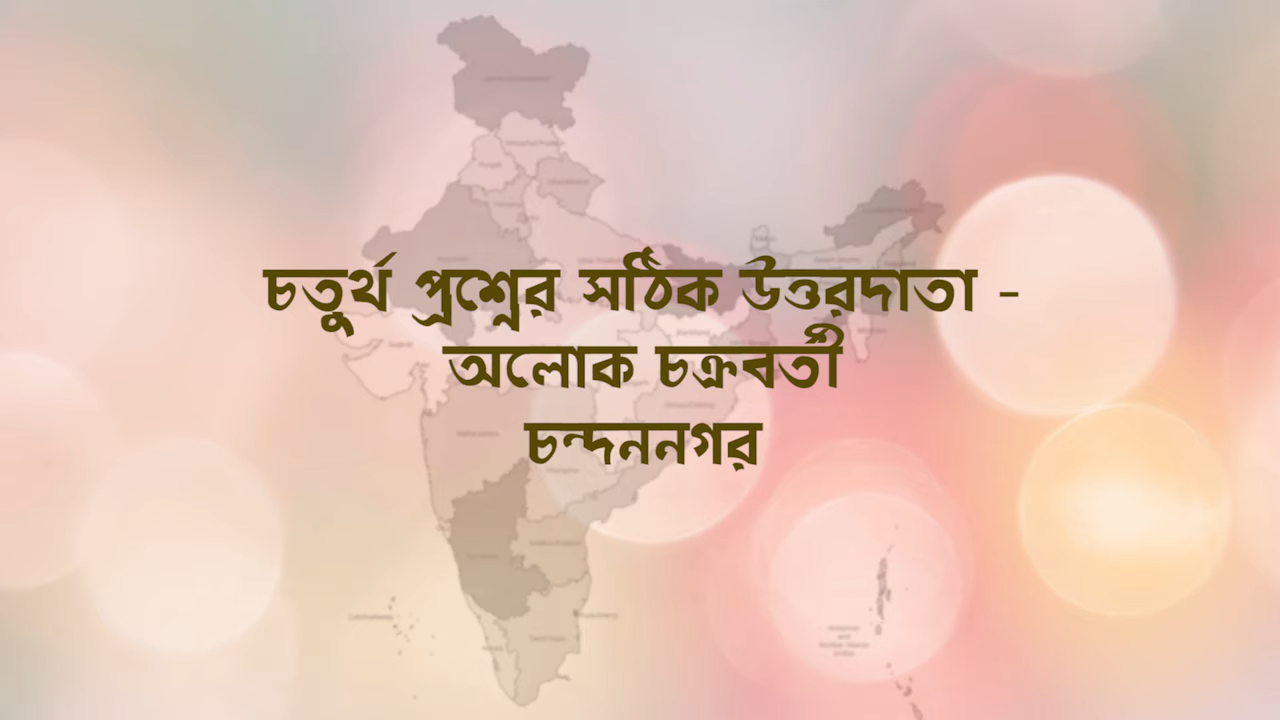 চতুর্থ প্রশ্নের সঠিক উত্তরদাতা -
অলোক চক্রবর্তী
চন্দননগর